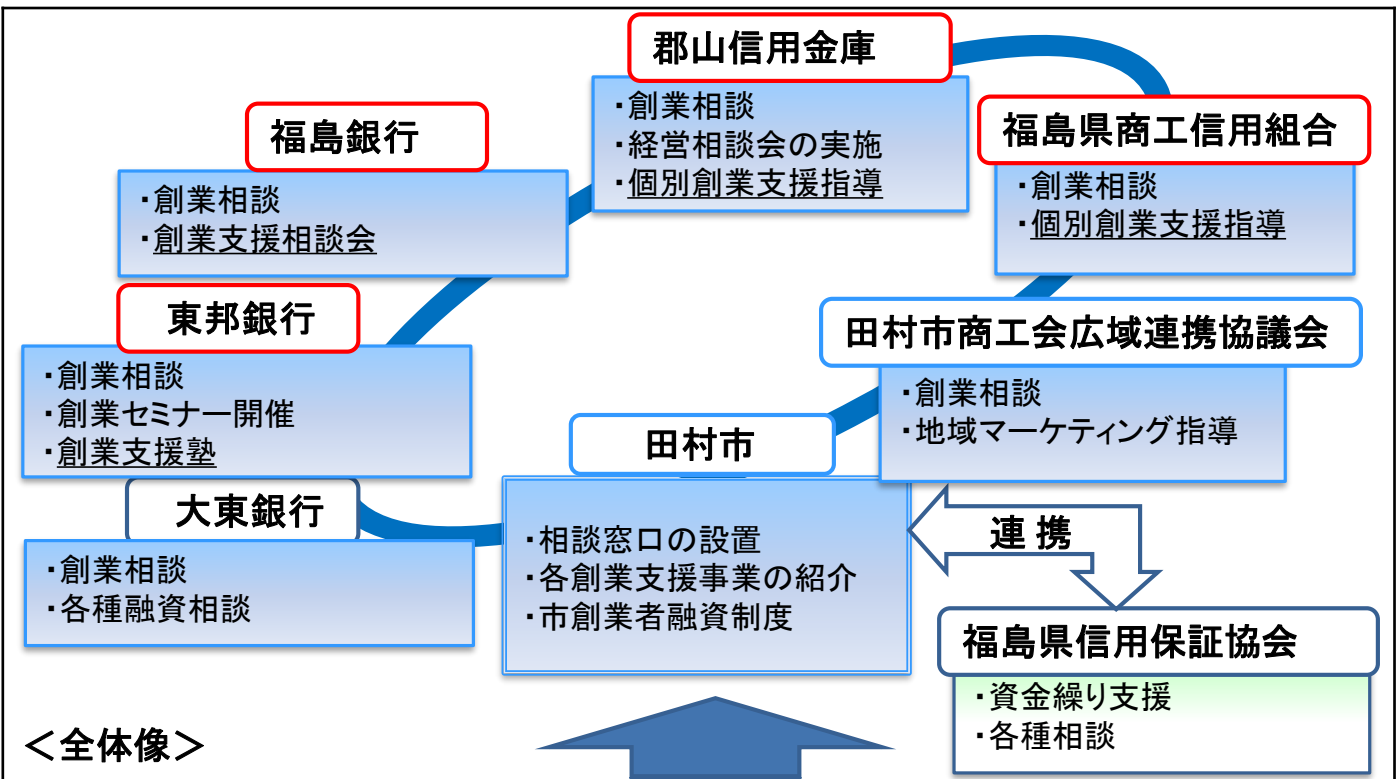 郡山信用金庫
・創業相談
・経営相談会の実施
・個別創業支援指導
福島県商工信用組合
・創業相談
・個別創業支援指導
福島銀行
・創業相談
・創業支援相談会
東邦銀行
・創業相談
・創業セミナー開催
・創業支援塾
田村市商工会広域連携協議会
・創業相談
・地域マーケティング指導
田村市
・相談窓口の設置
・各創業支援事業の紹介
・市創業者融資制度
大東銀行
・創業相談
・各種融資相談
連 携
福島県信用保証協会
・資金繰り支援
・各種相談
＜全体像＞